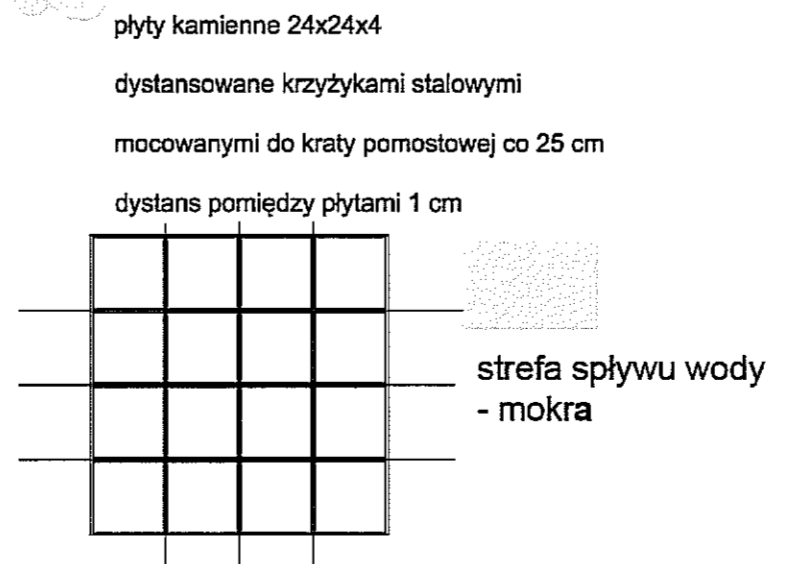 płyty kamienne 24x24x4
dystansowane krzyżykami stalowymi
mocowanymi do kraty pomostowej co 25 cm
dystans pomiędzy płytami 1 cm
strefa spływu wody
- mokra